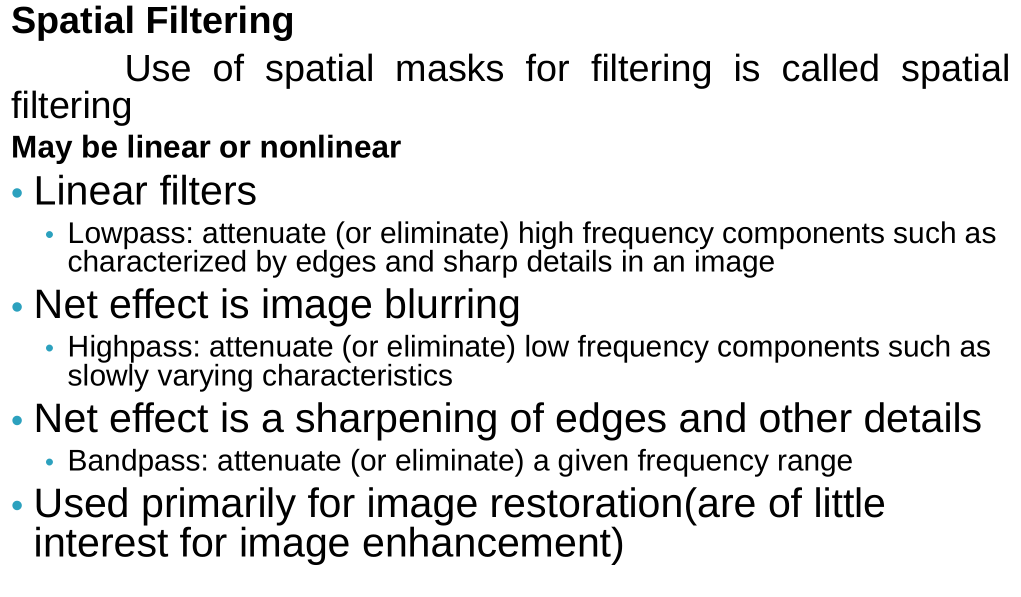 Spatial Filtering
Use of spatial masks for filtering is called spatial
filtering
May be linear or nonlinear
• Linear filters
• Lowpass: attenuate (or eliminate) high frequency components such as
characterized by edges and sharp details in an image
• Net effect is image blurring
• Highpass: attenuate (or eliminate) low frequency components such as
slowly varying characteristics
• Net effect is a sharpening of edges and other details
• Bandpass: attenuate (or eliminate) a given frequency range
• Used primarily for image restoration(are of little
interest for image enhancement)